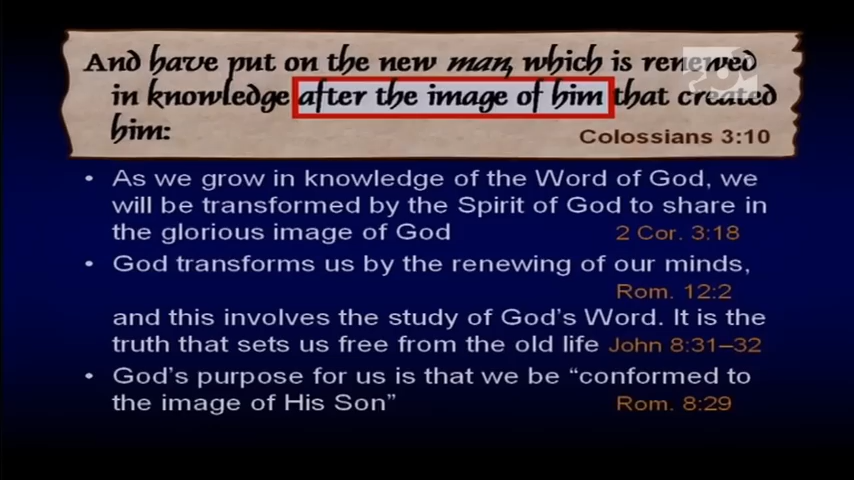 And have put on the new man, which is renewed
in knowledge after the image of him that created
him:
Colossians 3:10
• As we grow in knowledge of the Word of God, we
will be transformed by the Spirit of God to share in
the glorious image of God 2 Cor. 3:18
• God transforms us by the renewing of our minds,
Rom. 12:2
and this involves the study of God's Word. It is the
truth that sets us free from the old life John 8:31–32
• God's purpose for us is that we be “conformed to
the image of His Son” Rom. 8:29